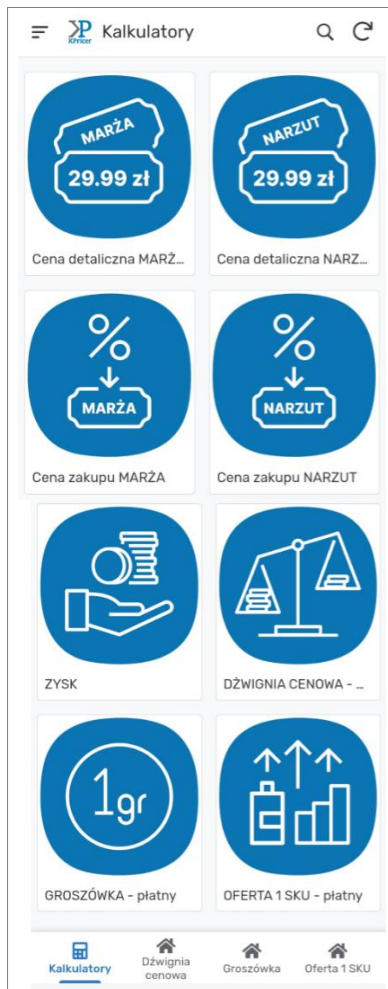 KPricer Kalkulatory
MARŻA
29.99 zł
NARZUT
29.99 zł
Cena detaliczna MARŻ...
Cena detaliczna NARZ...
%
MARŻA
%
NARZUT
Cena zakupu MARŻA
Cena zakupu NARZUT
ZYSK
DŹWIGNIA CENOWA - ...
1gr
GROSZÓWKA - płatny
OFERTA 1 SKU - płatny
Kalkulatory
Dźwignia
cenowa
Groszówka
Oferta 1 SKU